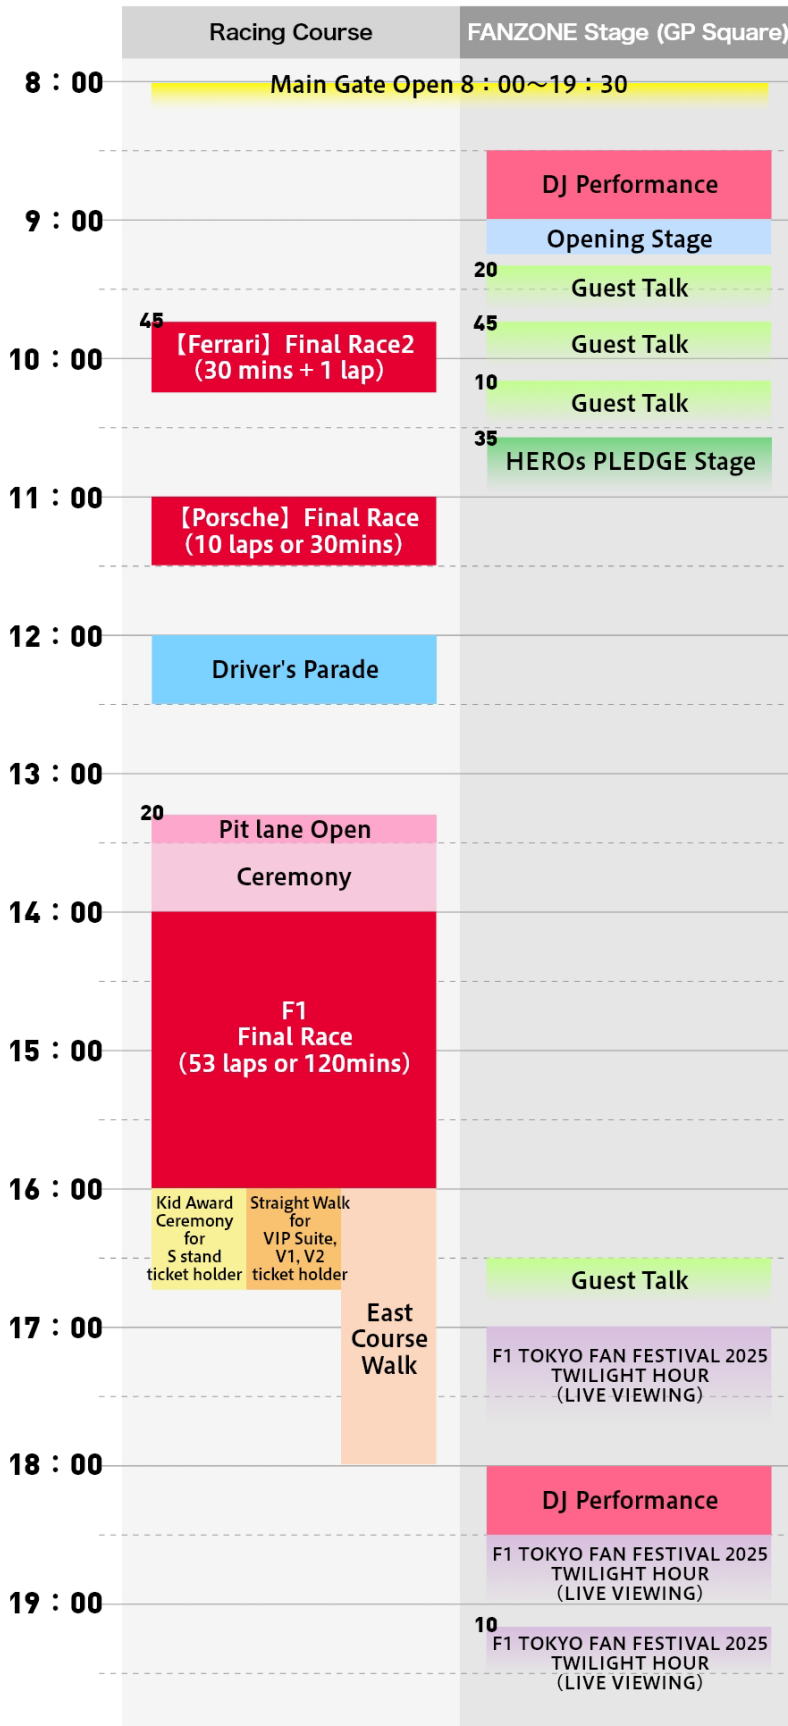 Racing Course
FANZONE Stage (GP Square)
8：00
Main Gate Open 8：00～19：30
DJ Performance
9：00
Opening Stage
20
Guest Talk
45
45
【Ferrari】Final Race2
(30 mins + 1 lap)
Guest Talk
10：00
10
Guest Talk
35
HEROs PLEDGE Stage
11：00
【Porsche】Final Race
(10 laps or 30mins)
12：00
Driver's Parade
13：00
20
Pit lane Open
Ceremony
14：00
F1
Final Race
(53 laps or 120mins)
15：00
16：00
Kid Award
Ceremony
for
S stand
ticket holder
Straight Walk
for
VIP Suite,
V1, V2
ticket holder
East
Course
Walk
Guest Talk
17：00
F1 TOKYO FAN FESTIVAL 2025
TWILIGHT HOUR
(LIVE VIEWING)
18：00
DJ Performance
F1 TOKYO FAN FESTIVAL 2025
TWILIGHT HOUR
(LIVE VIEWING)
19：00
10
F1 TOKYO FAN FESTIVAL 2025
TWILIGHT HOUR
(LIVE VIEWING)